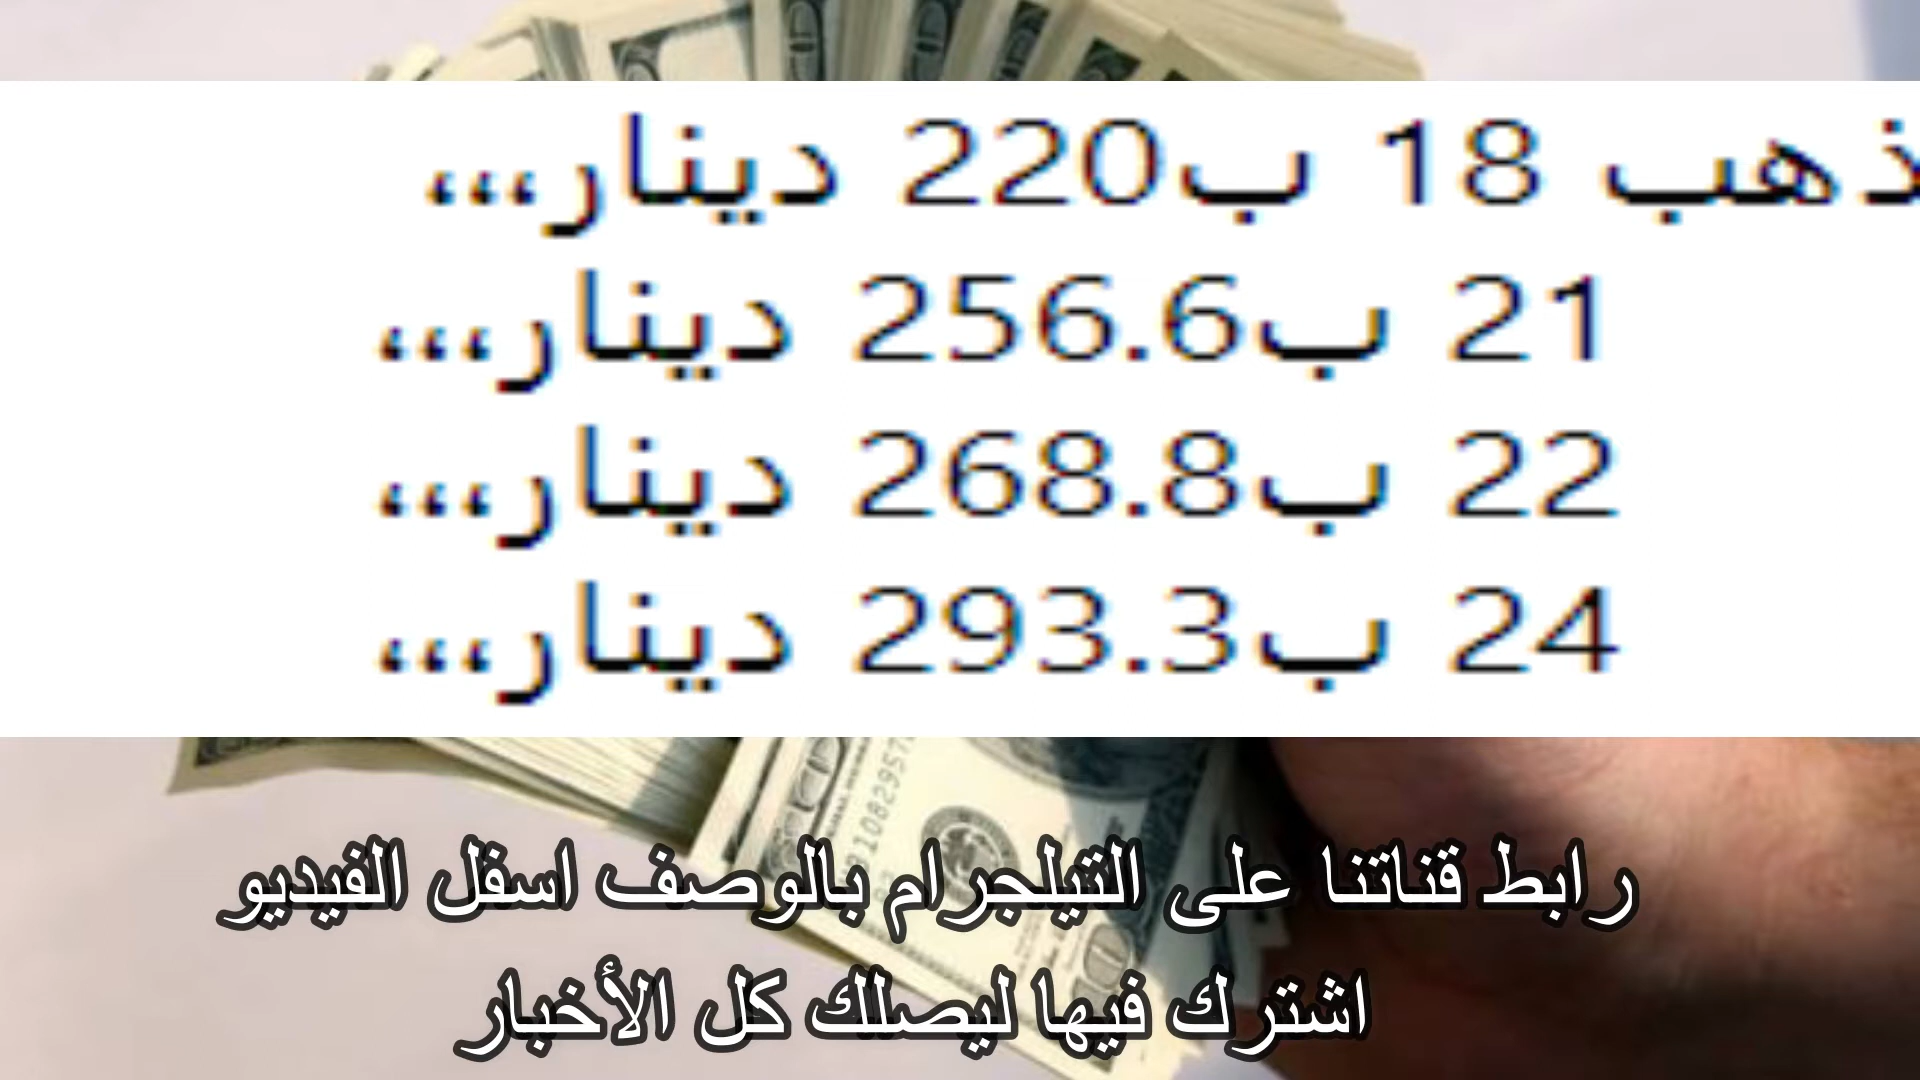 ذهب 18 ب220 دينار،،،
21 ب256.6 دينار،،،
22 ب268.8 دينار،،،
24 ب293.3 دينار،،،
رابط قناتنا على التيلجرام بالوصف اسفل الفيديو
اشترك فيها ليصلك كل الأخبار